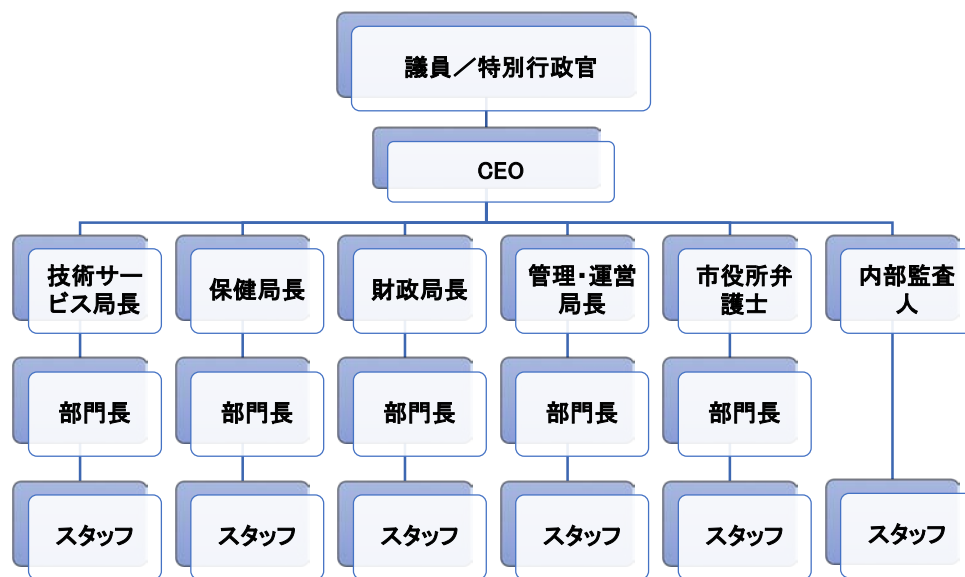 議員／特別行政官
CEO
技術サー
ビス局長
保健局長
財政局長
管理・運営
局長
市役所弁
護士
内部監査
人
部門長
部門長
部門長
部門長
部門長
スタッフ
スタッフ
スタッフ
スタッフ
スタッフ
スタッフ